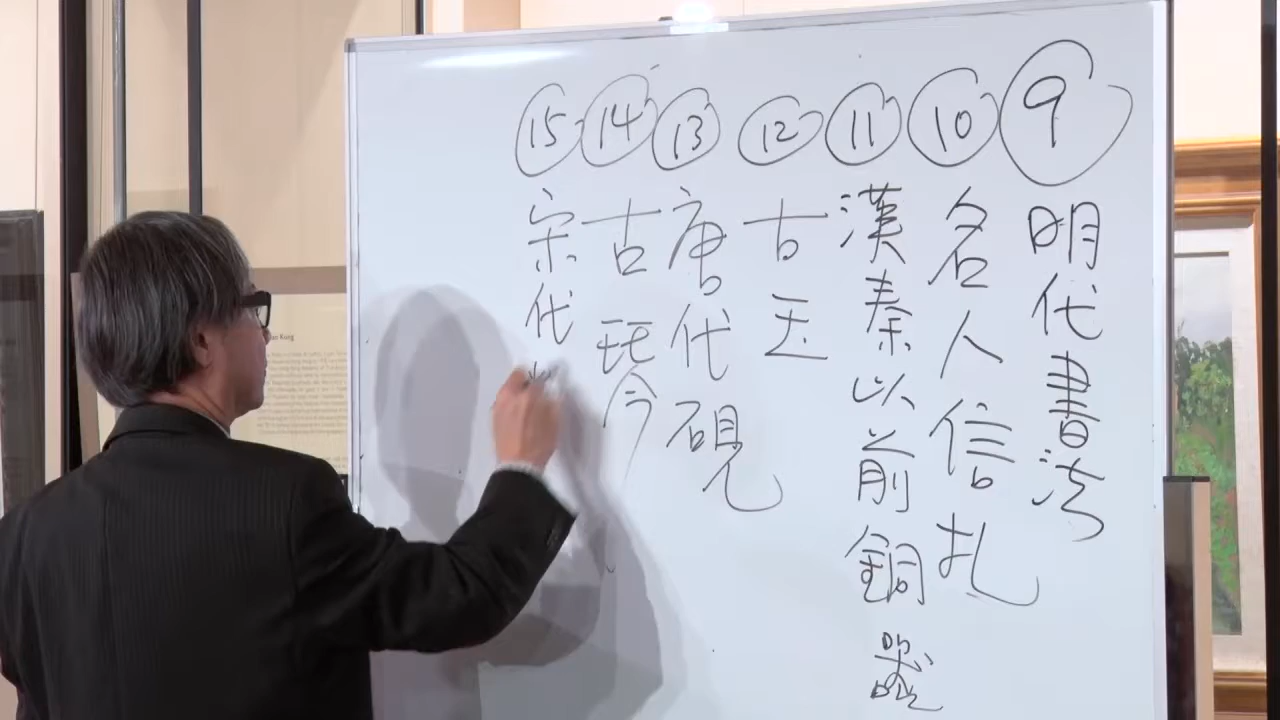 ⑨ 明代書法
⑩ 名人信扎
⑪ 漢秦以前銅器
⑫ 古玉
⑬ 唐代硯
⑭ 古琴
⑮ 宋代